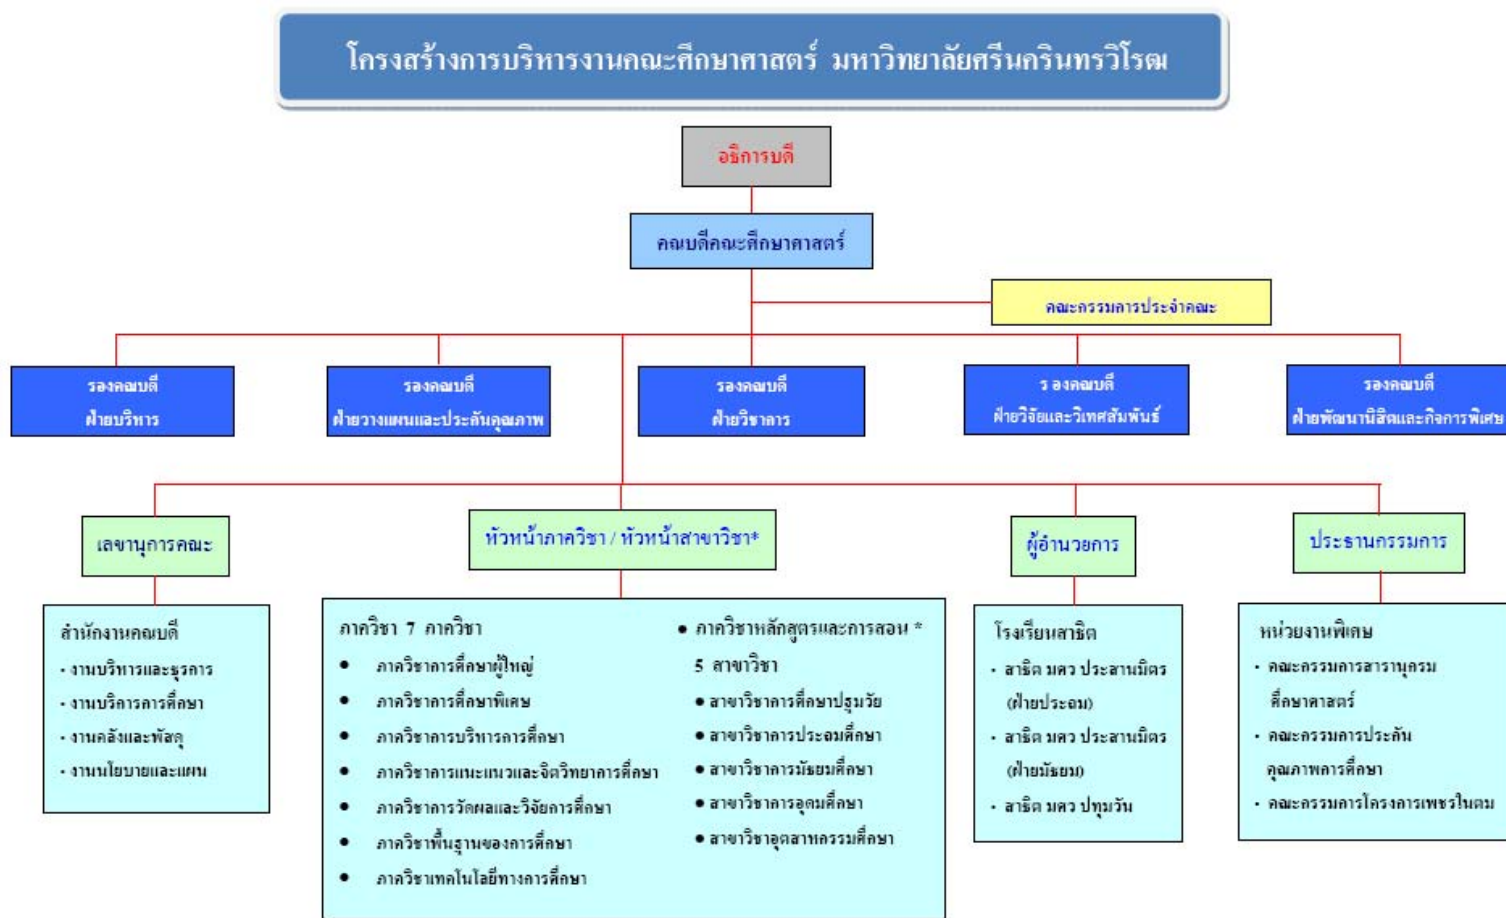 โครงสร้างการบริหารงานคณะศึกษาศาสตร์ มหาวิทยาลัยศรีนครินทรวิโรฒ
อธิการบดี
คณบดีคณะศึกษาศาสตร์
คณะกรรมการประจำคณะ
รองคณบดี
ฝ่ายบริหาร
รองคณบดี
ฝ่ายวางแผนและประกันคุณภาพ
รองคณบดี
ฝ่ายวิชาการ
ร องคณบดี
ฝ่ายวิจัยและวิเทศสัมพันธ์
รองคณบดี
ฝ่ายพัฒนานิสิตและกิจการพิเศษ
เลขานุการคณะ
หัวหน้าภาควิชา / หัวหน้าสาขาวิชา*
ผู้อำนวยการ
ประธานกรรมการ
สำนักงานคณบดี
- งานบริหารและธุรการ
- งานบริการการศึกษา
- งานคลังและพัสดุ
- งานนโยบายและแผน
ภาควิชา 7 ภาควิชา
● ภาควิชาการศึกษาผู้ใหญ่
● ภาควิชาการศึกษาพิเศษ
● ภาควิชาการบริหารการศึกษา
● ภาควิชาการแนะแนวและจิตวิทยาการศึกษา
● ภาควิชาการวัดผลและวิจัยการศึกษา
● ภาควิชาพื้นฐานของการศึกษา
● ภาควิชาเทคโนโลยีทางการศึกษา
● ภาควิชาหลักสูตรและการสอน *
5 สาขาวิชา
● สาขาวิชาการศึกษาปฐมวัย
● สาขาวิชาการประถมศึกษา
● สาขาวิชาการมัธยมศึกษา
● สาขาวิชาการอุดมศึกษา
● สาขาวิชาอุตสาหกรรมศึกษา
โรงเรียนสาธิต
- สาธิต มศว ประสานมิตร
(ฝ่ายประถม)
- สาธิต มศว ประสานมิตร
(ฝ่ายมัธยม)
- สาธิต มศว ปทุมวัน
หน่วยงานพิเศษ
- คณะกรรมการสารานุกรม
ศึกษาศาสตร์
- คณะกรรมการประกัน
คุณภาพการศึกษา
- คณะกรรมการโครงการเพชรในตม